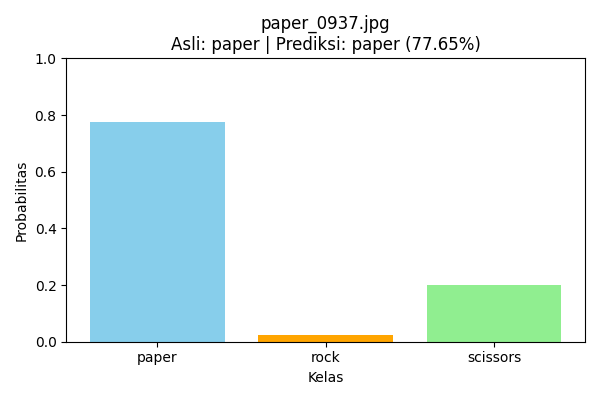 paper_0937.jpg
Asli: paper | Prediksi: paper (77.65%)
Probabilitas
1.0
0.8
0.6
0.4
0.2
0.0
paper
rock
scissors
Kelas